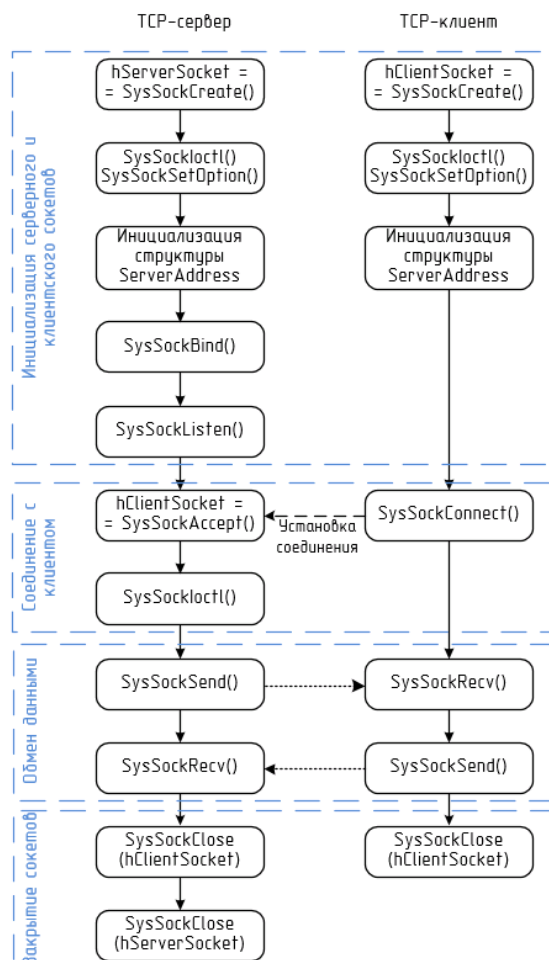 TCP-сервер
TCP-клиент
Инициализация серверного и
клиентского сокетов
hServerSocket =
= SysSockCreate()
hClientSocket =
= SysSockCreate()
SysSockIoctl()
SysSockSetOption()
SysSockIoctl()
SysSockSetOption()
Инициализация
структуры
ServerAddress
Инициализация
структуры
ServerAddress
SysSockBind()
SysSockListen()
Соединение с
клиентом
hClientSocket =
= SysSockAccept()
Установка
соединения
SysSockConnect()
SysSockIoctl()
Обмен данными
SysSockSend()
SysSockRecv()
SysSockRecv()
SysSockSend()
Закрытие сокетов
SysSockClose
(hClientSocket)
SysSockClose
(hClientSocket)
SysSockClose
(hServerSocket)